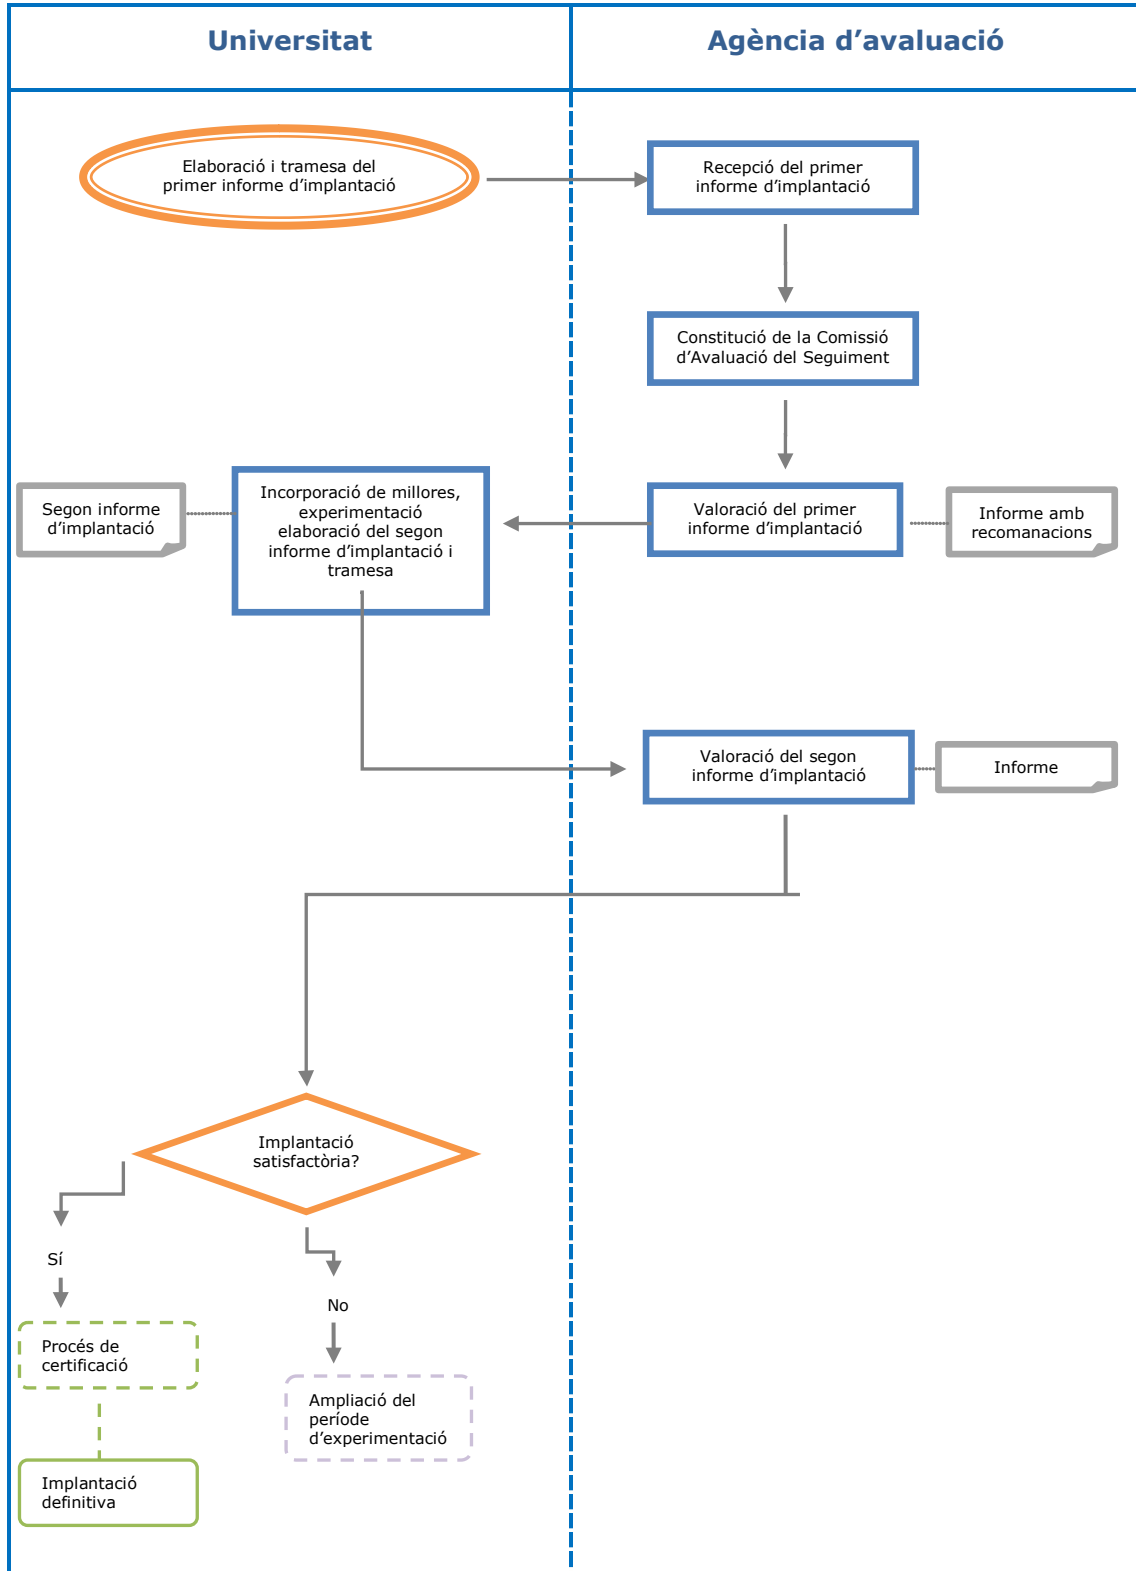 Universitat
Agència d’avaluació
Elaboració i tramesa del
primer informe d’implantació
Recepció del primer
informe d’implantació
Constitució de la Comissió
d’Avaluació del Seguiment
Segon informe
d’implantació
Incorporació de millores,
experimentació
elaboració del segon
informe d’implantació i
tramesa
Valoració del primer
informe d’implantació
Informe amb
recomanacions
Valoració del segon
informe d’implantació
Informe
Implantació
satisfactòria?
Sí
No
Procés de
certificació
Ampliació del
període
d’experimentació
Implantació
definitiva